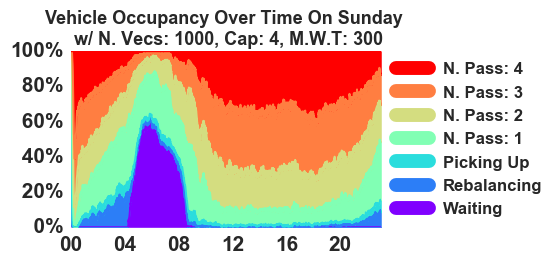 Vehicle Occupancy Over Time On Sunday
w/ N. Vecs: 1000, Cap: 4, M.W.T: 300
100%
80%
60%
40%
20%
0%
00 04 08 12 16 20
N. Pass: 4
N. Pass: 3
N. Pass: 2
N. Pass: 1
Picking Up
Rebalancing
Waiting